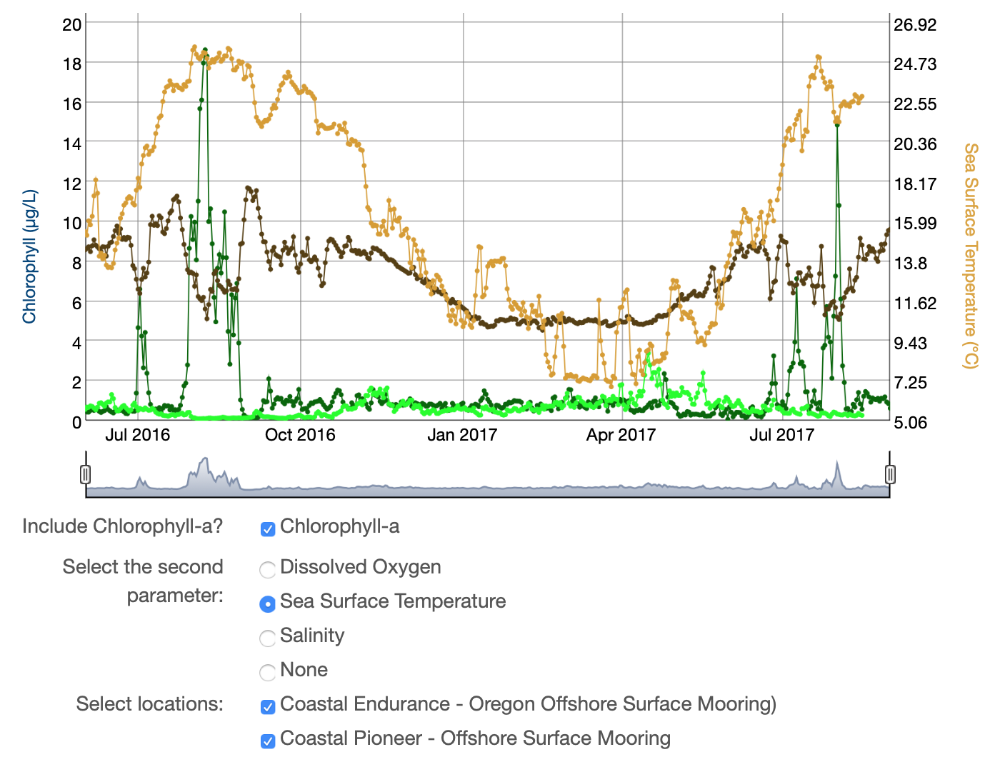 20
18
16
14
12
10
8
6
4
2
0
Chlorophyll (µg/L)
26.92
24.73
22.55
20.36
18.17
15.99
13.8
11.62
9.43
7.25
5.06
Sea Surface Temperature (°C)
Jul 2016
Oct 2016
Jan 2017
Apr 2017
Jul 2017
Include Chlorophyll-a?
Chlorophyll-a
Select the second
parameter:
Dissolved Oxygen
Sea Surface Temperature
Salinity
None
Select locations:
Coastal Endurance - Oregon Offshore Surface Mooring)
Coastal Pioneer - Offshore Surface Mooring